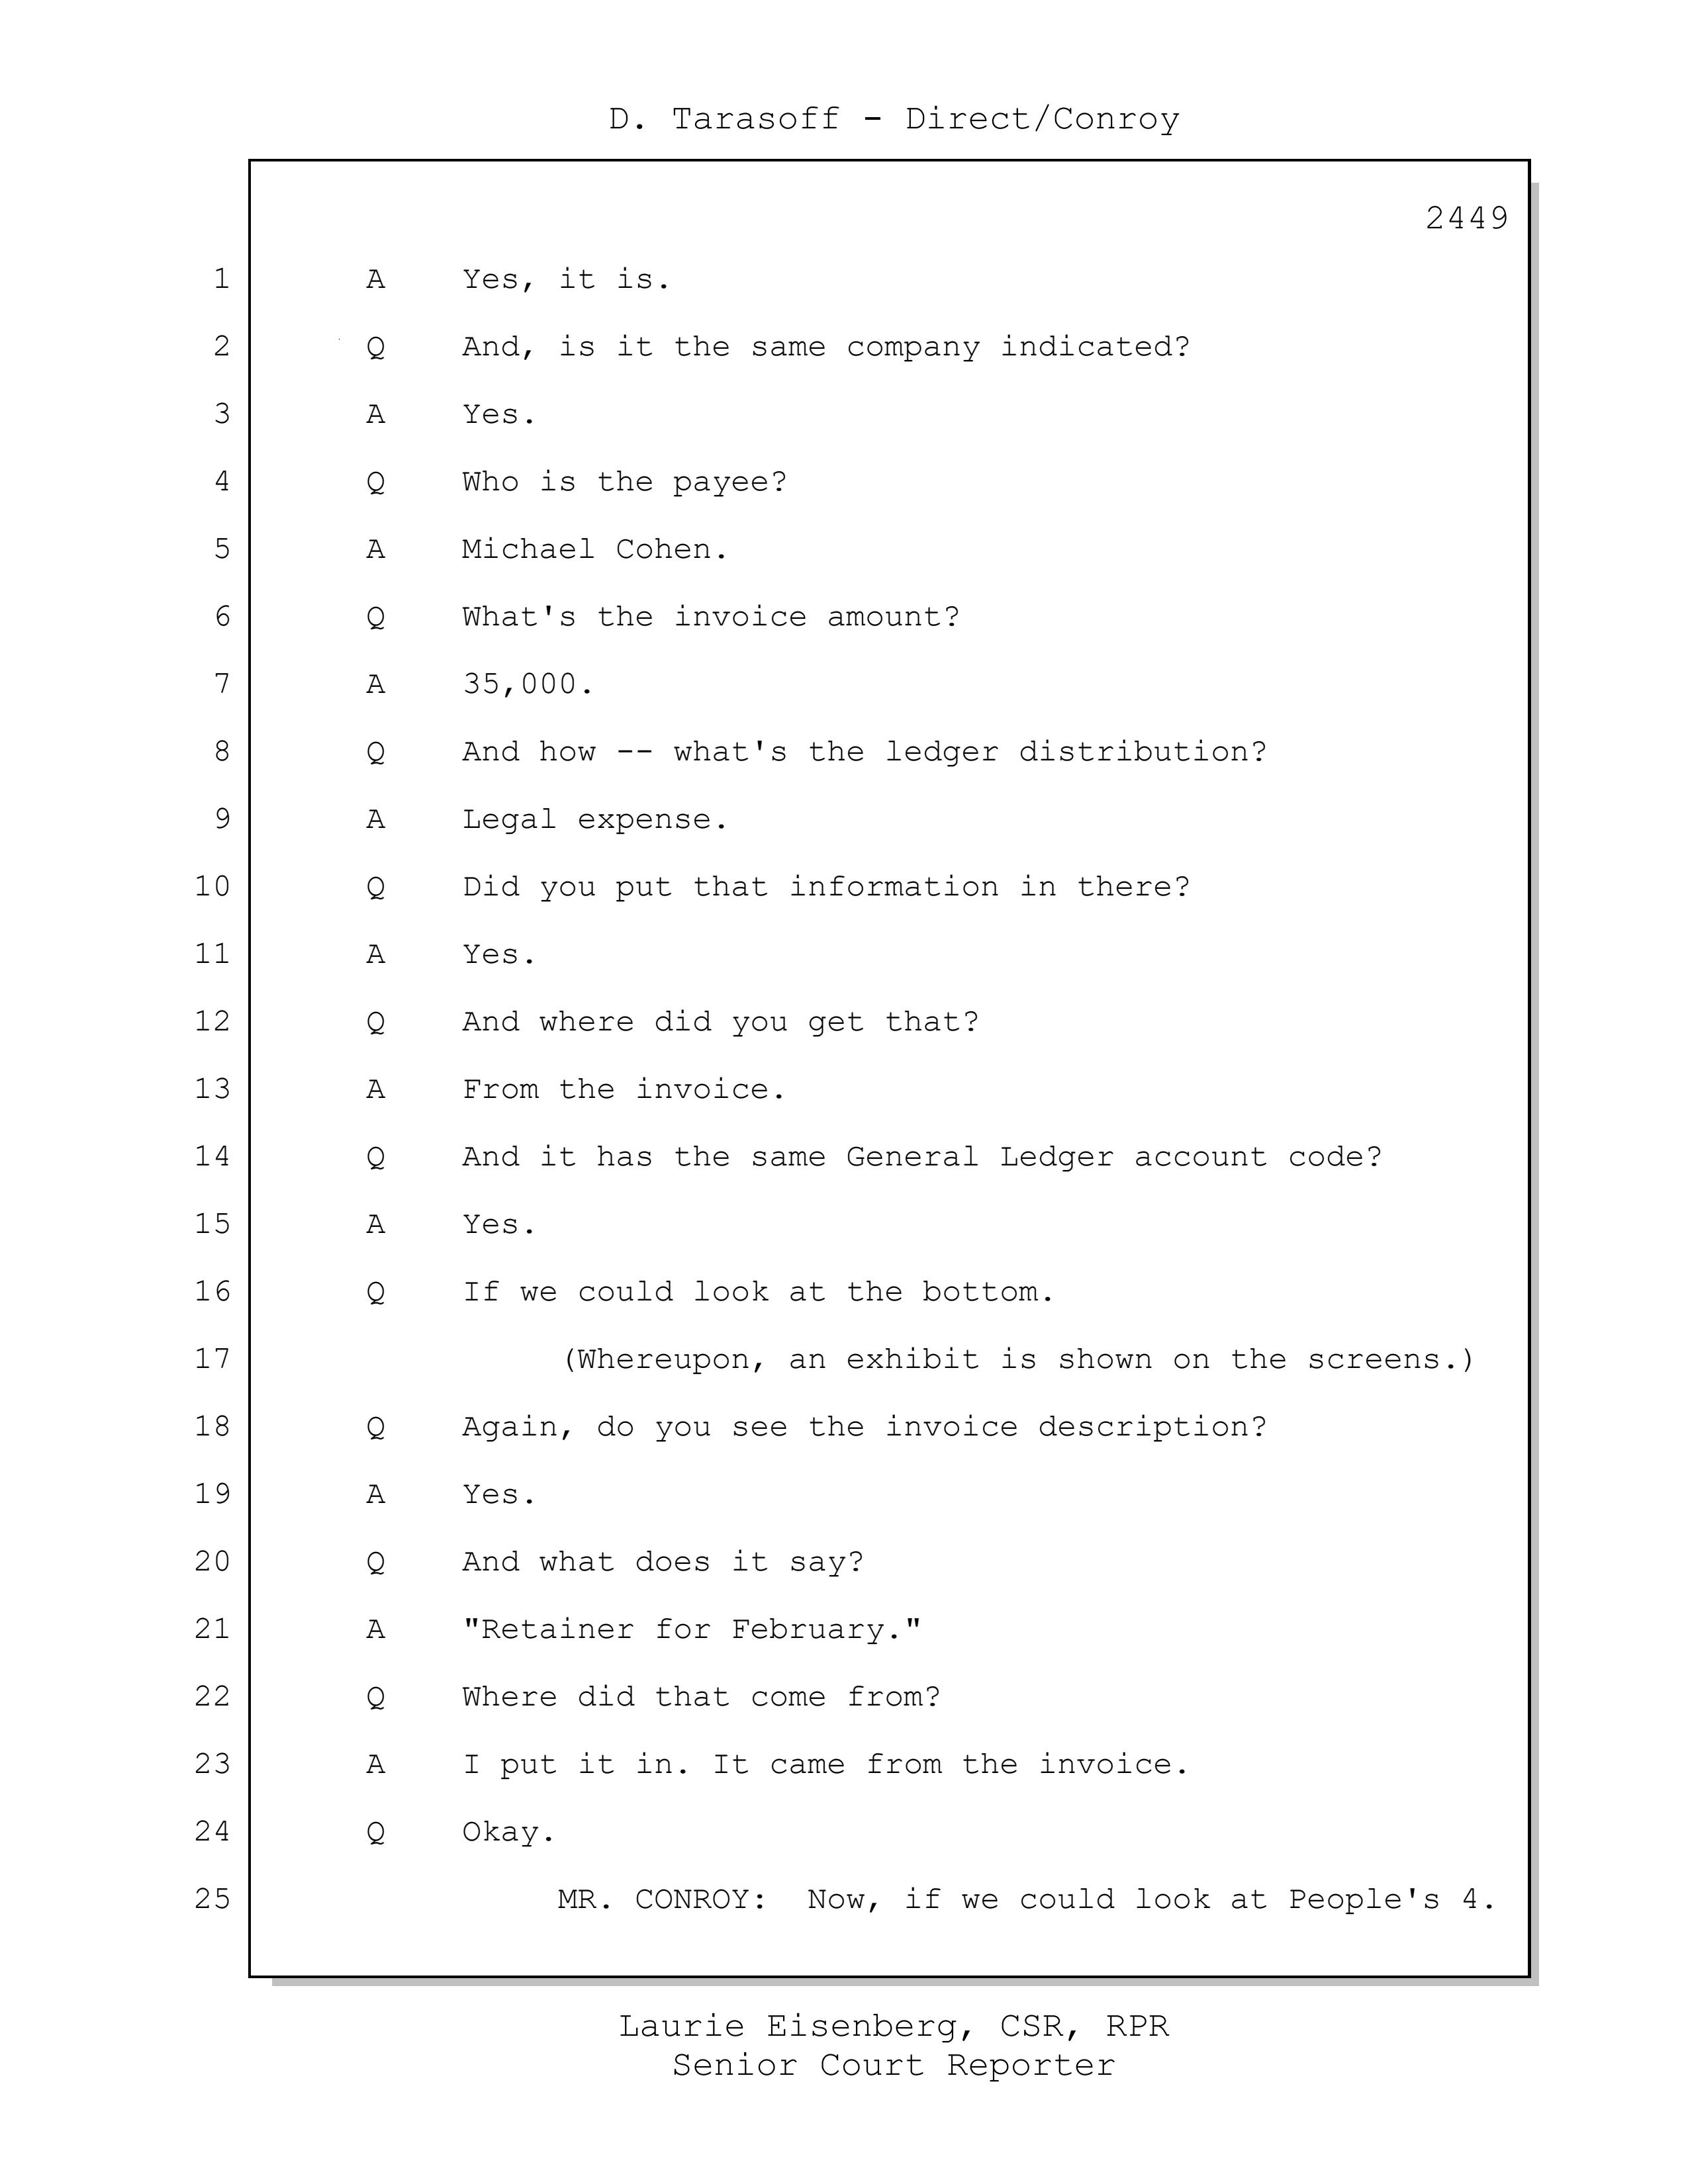 D. Tarasoff - Direct/Conroy
2449
1 A Yes, it is.
2 Q And, is it the same company indicated?
3 A Yes.
4 Q Who is the payee?
5 A Michael Cohen.
6 Q What's the invoice amount?
7 A 35,000.
8 Q And how -- what's the ledger distribution?
9 A Legal expense.
10 Q Did you put that information in there?
11 A Yes.
12 Q And where did you get that?
13 A From the invoice.
14 Q And it has the same General Ledger account code?
15 A Yes.
16 Q If we could look at the bottom.
17 (Whereupon, an exhibit is shown on the screens.)
18 Q Again, do you see the invoice description?
19 A Yes.
20 Q And what does it say?
21 A "Retainer for February."
22 Q Where did that come from?
23 A I put it in. It came from the invoice.
24 Q Okay.
25 MR. CONROY: Now, if we could look at People's 4.
Laurie Eisenberg, CSR, RPR
Senior Court Reporter